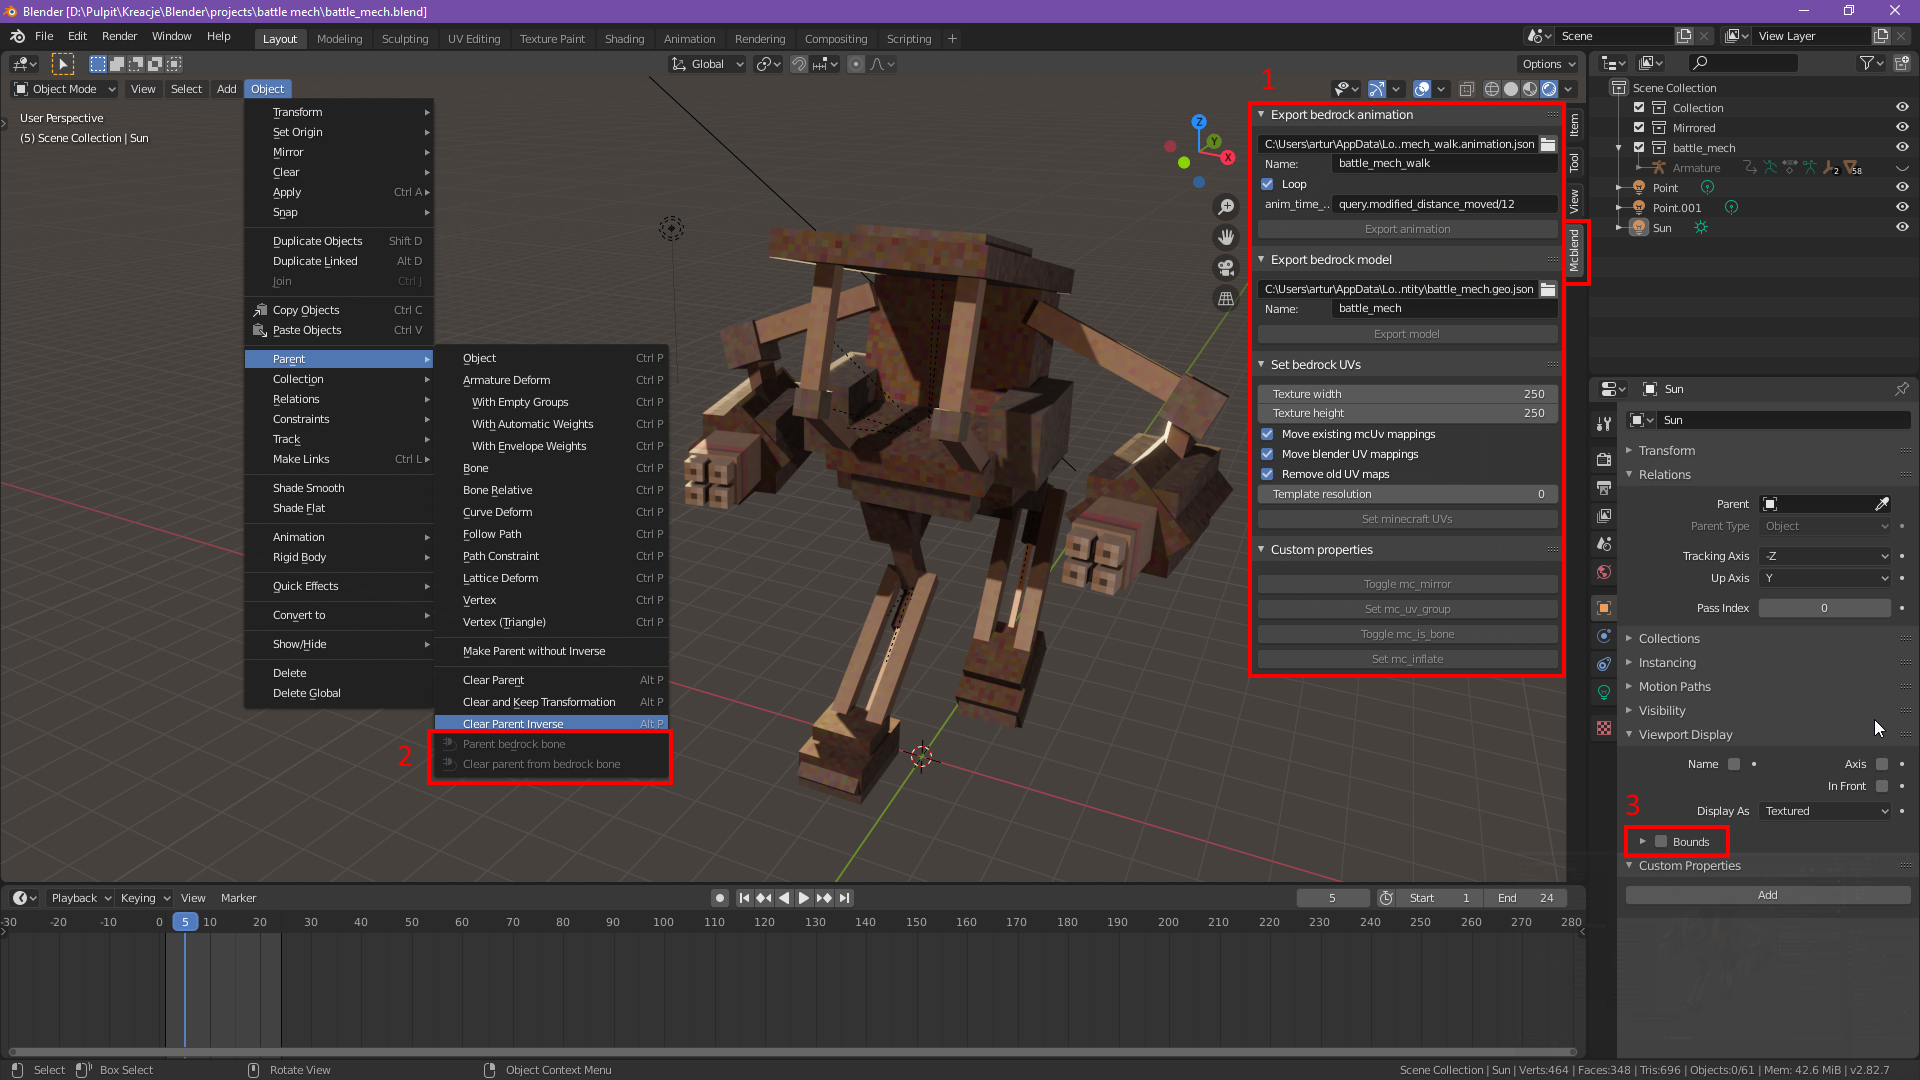 Blender [D:\Pulpit\Kreacje\Blender\projects\battle mech\battle_mech.blend]
File Edit Render Window Help Layout Modeling Sculpting UV Editing Texture Paint Shading Animation Rendering Compositing Scripting + Scene View Layer
Global Options
Object Mode View Select Add Object
User Perspective
(5) Scene Collection | Sun
Transform
Set Origin
Mirror
Clear
Apply Ctrl A
Snap
Duplicate Objects Shift D
Duplicate Linked Alt D
Join Ctrl J
Copy Objects Ctrl C
Paste Objects Ctrl V
Parent
Collection
Relations
Constraints
Track
Make Links Ctrl L
Shade Smooth
Shade Flat
Animation
Rigid Body
Quick Effects
Convert to
Show/Hide
Delete
Delete Global
Object Ctrl P
Armature Deform Ctrl P
With Empty Groups Ctrl P
With Automatic Weights Ctrl P
With Envelope Weights Ctrl P
Bone Ctrl P
Bone Relative Ctrl P
Curve Deform Ctrl P
Follow Path Ctrl P
Path Constraint Ctrl P
Lattice Deform Ctrl P
Vertex Ctrl P
Vertex (Triangle) Ctrl P
Make Parent without Inverse
Clear Parent Alt P
Clear and Keep Transformation Alt P
Clear Parent Inverse Alt P
2
Parent bedrock bone
Clear parent from bedrock bone
Z
Y
X
1
Export bedrock animation
C:\Users\artur\AppData\Lo..mech_walk.animation.json
Name: battle_mech_walk
Loop
anim_time_.. query.modified_distance_moved/12
Export animation
Export bedrock model
C:\Users\artur\AppData\Lo..ntity\battle_mech.geo.json
Name: battle_mech
Export model
Set bedrock UVs
Texture width 250
Texture height 250
Move existing mcUv mappings
Move blender UV mappings
Remove old UV maps
Template resolution 0
Set minecraft UVs
Custom properties
Toggle mc_mirror
Set mc_uv_group
Toggle mc_is_bone
Set mc_inflate
Item
Tool
View
Mcblend
Scene Collection
Collection
Mirrored
battle_mech
Armature 2 58
Point
Point.001
Sun
Sun
Sun
Transform
Relations
Parent
Parent Type Object
Tracking Axis -Z
Up Axis Y
Pass Index 0
Collections
Instancing
Motion Paths
Visibility
Viewport Display
Name Axis
In Front
3
Display As Textured
Bounds
Custom Properties
Add
Playback Keying View Marker 5 Start 1 End 24
-30 -20 -10 0 5 10 20 30 40 50 60 70 80 90 100 110 120 130 140 150 160 170 180 190 200 210 220 230 240 250 260 270 280
Select Box Select Rotate View Object Context Menu Scene Collection | Sun | Verts:464 | Faces:348 | Tris:696 | Objects:0/61 | Mem: 42.6 MiB | v2.82.7